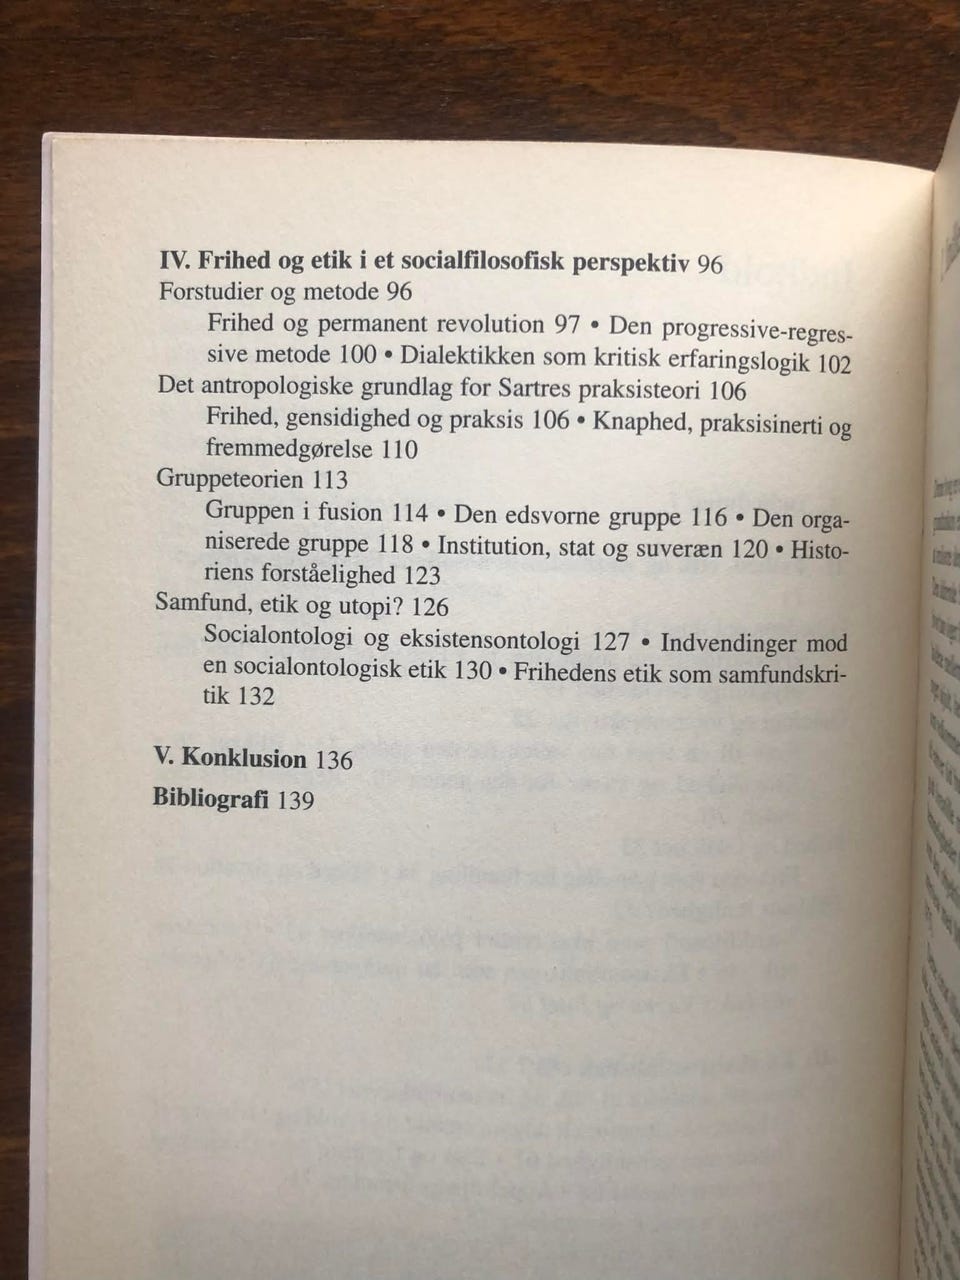 IV. Frihed og etik i et socialfilosofisk perspektiv 96
Forstudier og metode 96
Frihed og permanent revolution 97 • Den progressive-regres-
sive metode 100 • Dialektikken som kritisk erfaringslogik 102
Det antropologiske grundlag for Sartres praksisteori 106
Frihed, gensidighed og praksis 106 • Knaphed, praksisinerti og
fremmedgørelse 110
Gruppeteorien 113
Gruppen i fusion 114 • Den edsvorne gruppe 116 • Den orga-
niserede gruppe 118 • Institution, stat og suveræn 120 • Histo-
riens forståelighed 123
Samfund, etik og utopi? 126
Socialontologi og eksistensontologi 127 • Indvendinger mod
en socialontologisk etik 130 • Frihedens etik som samfundskri-
tik 132
V. Konklusion 136
Bibliografi 139